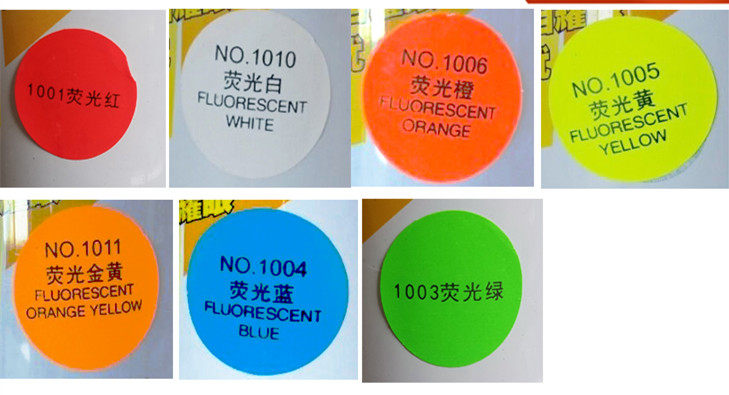 1001荧光红
NO.1010
荧光白
FLUORESCENT
WHITE
NO.1006
荧光橙
FLUORESCENT
ORANGE
NO.1005
荧光黄
FLUORESCENT
YELLOW
NO.1011
荧光金黄
FLUORESCENT
ORANGE YELLOW
NO.1004
荧光蓝
FLUORESCENT
BLUE
1003荧光绿